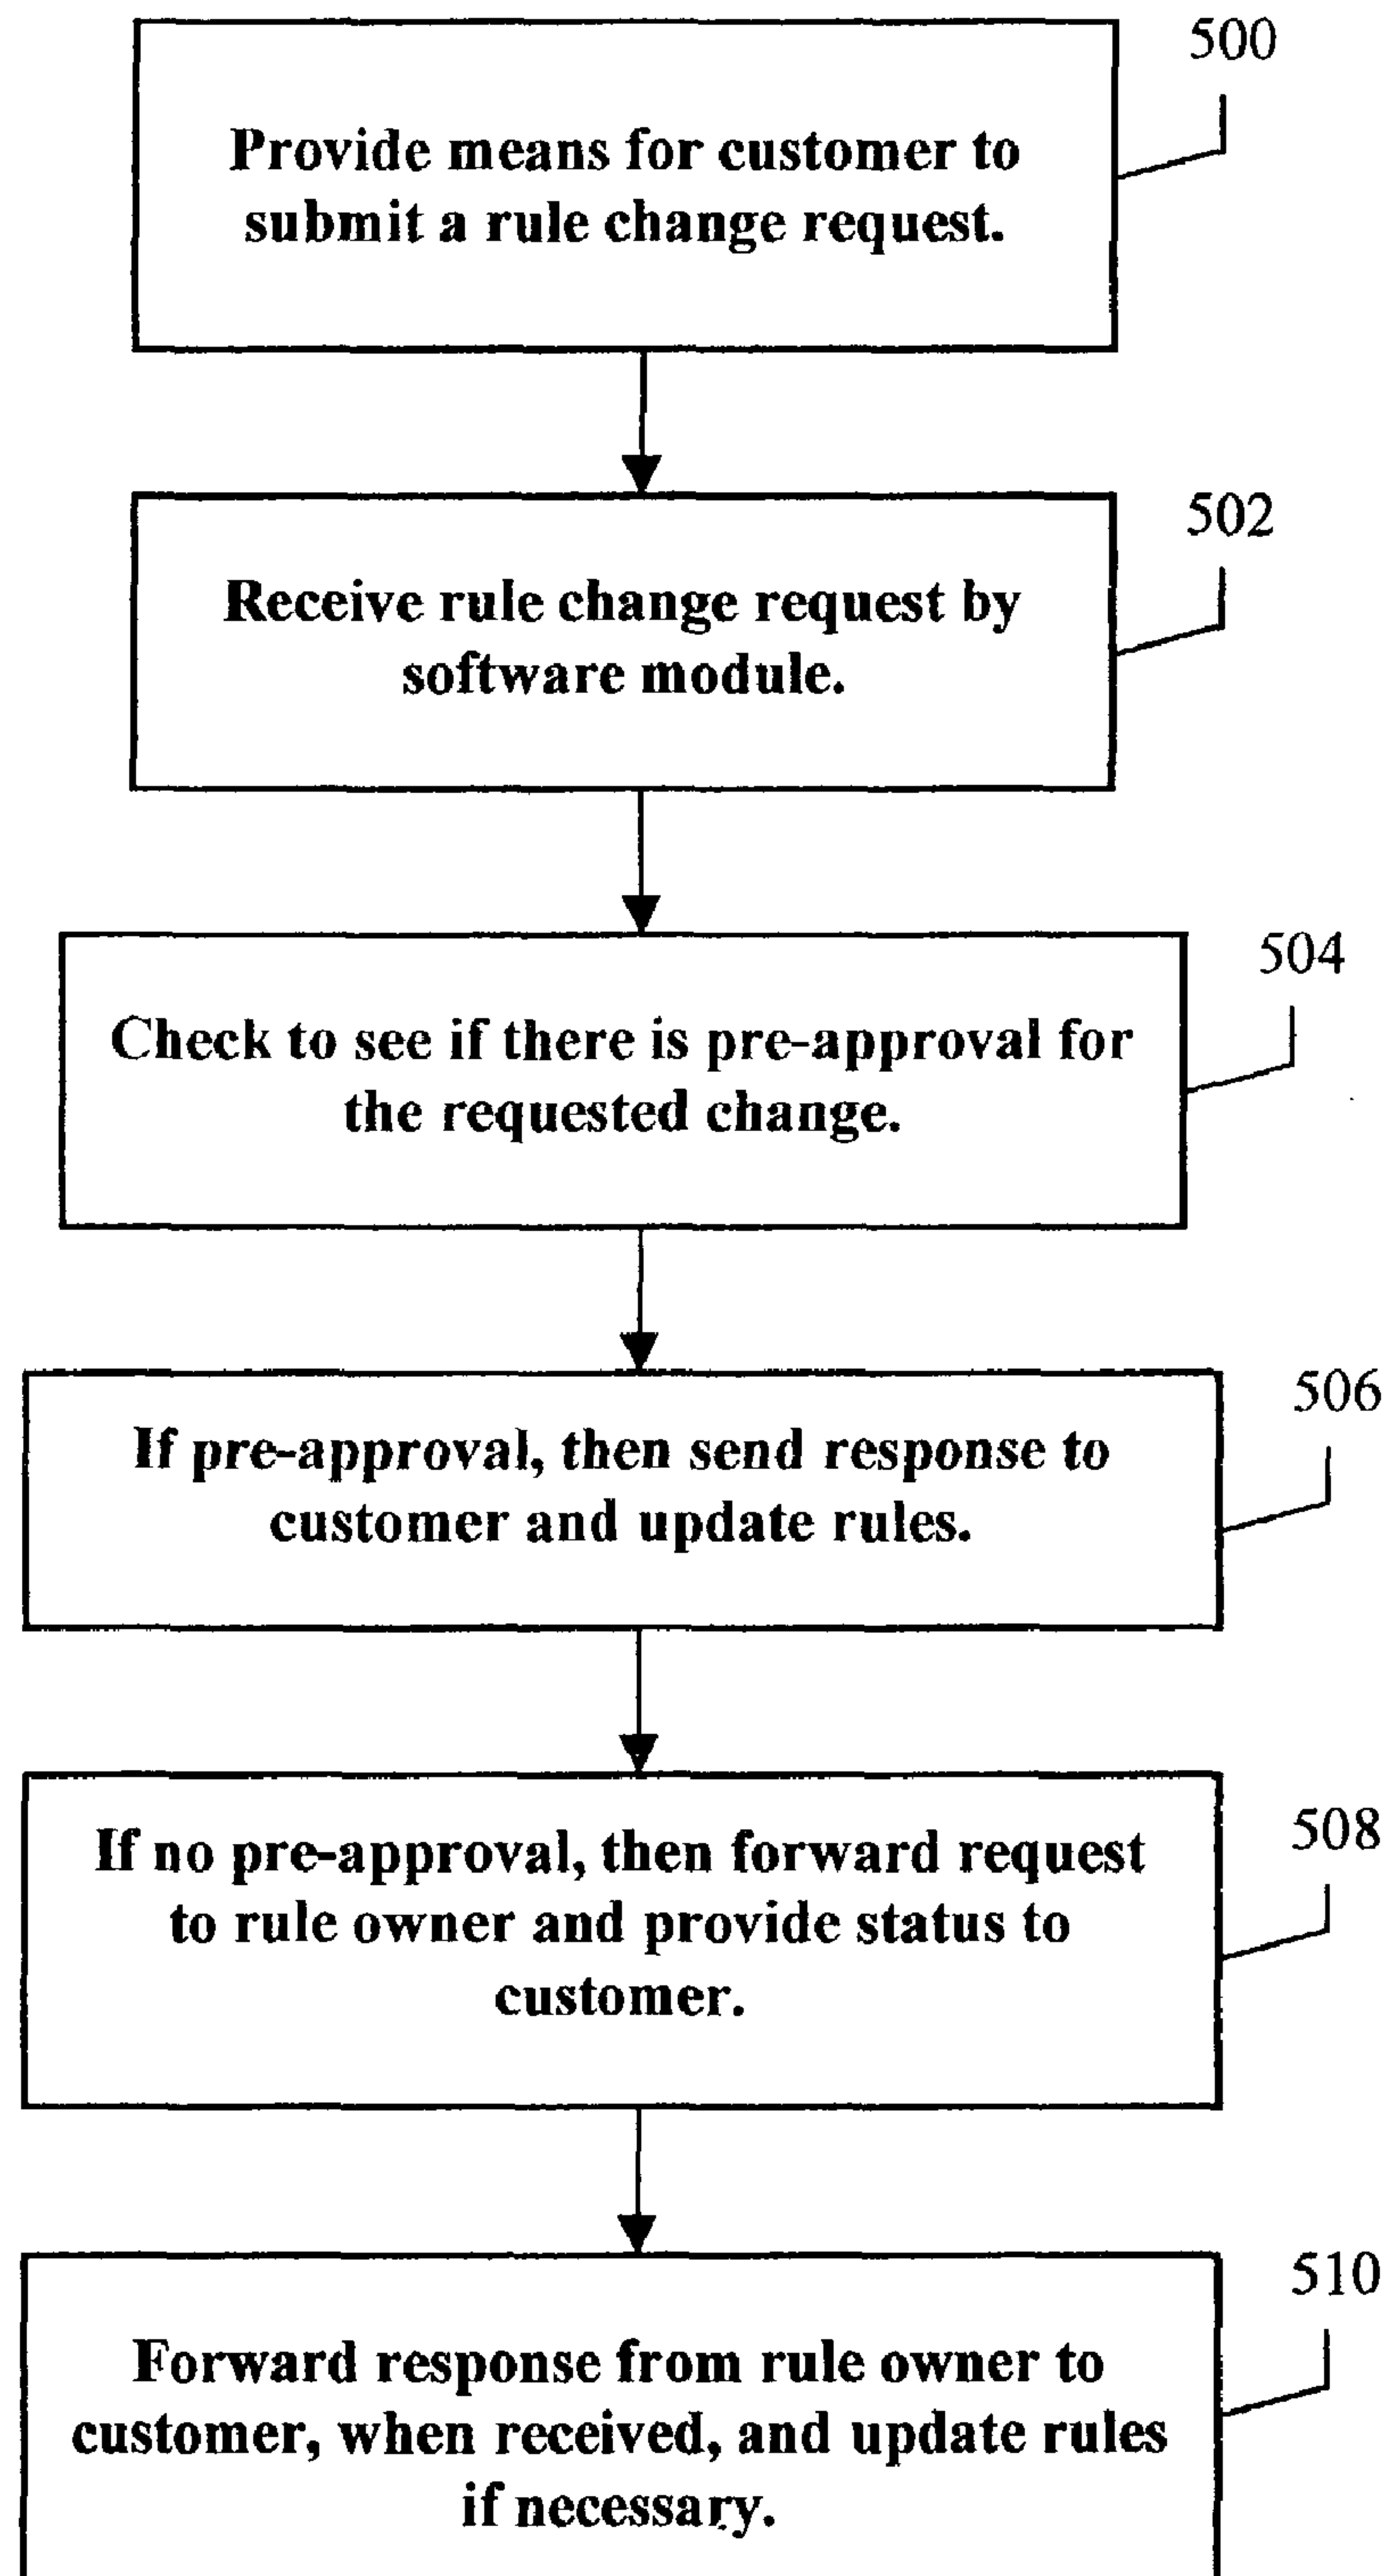 500
Provide means for customer to
submit a rule change request.
502
Receive rule change request by
software module.
504
Check to see if there is pre-approval for
the requested change.
506
If pre-approval, then send response to
customer and update rules.
508
If no pre-approval, then forward request
to rule owner and provide status to
customer.
510
Forward response from rule owner to
customer, when received, and update rules
if necessary.